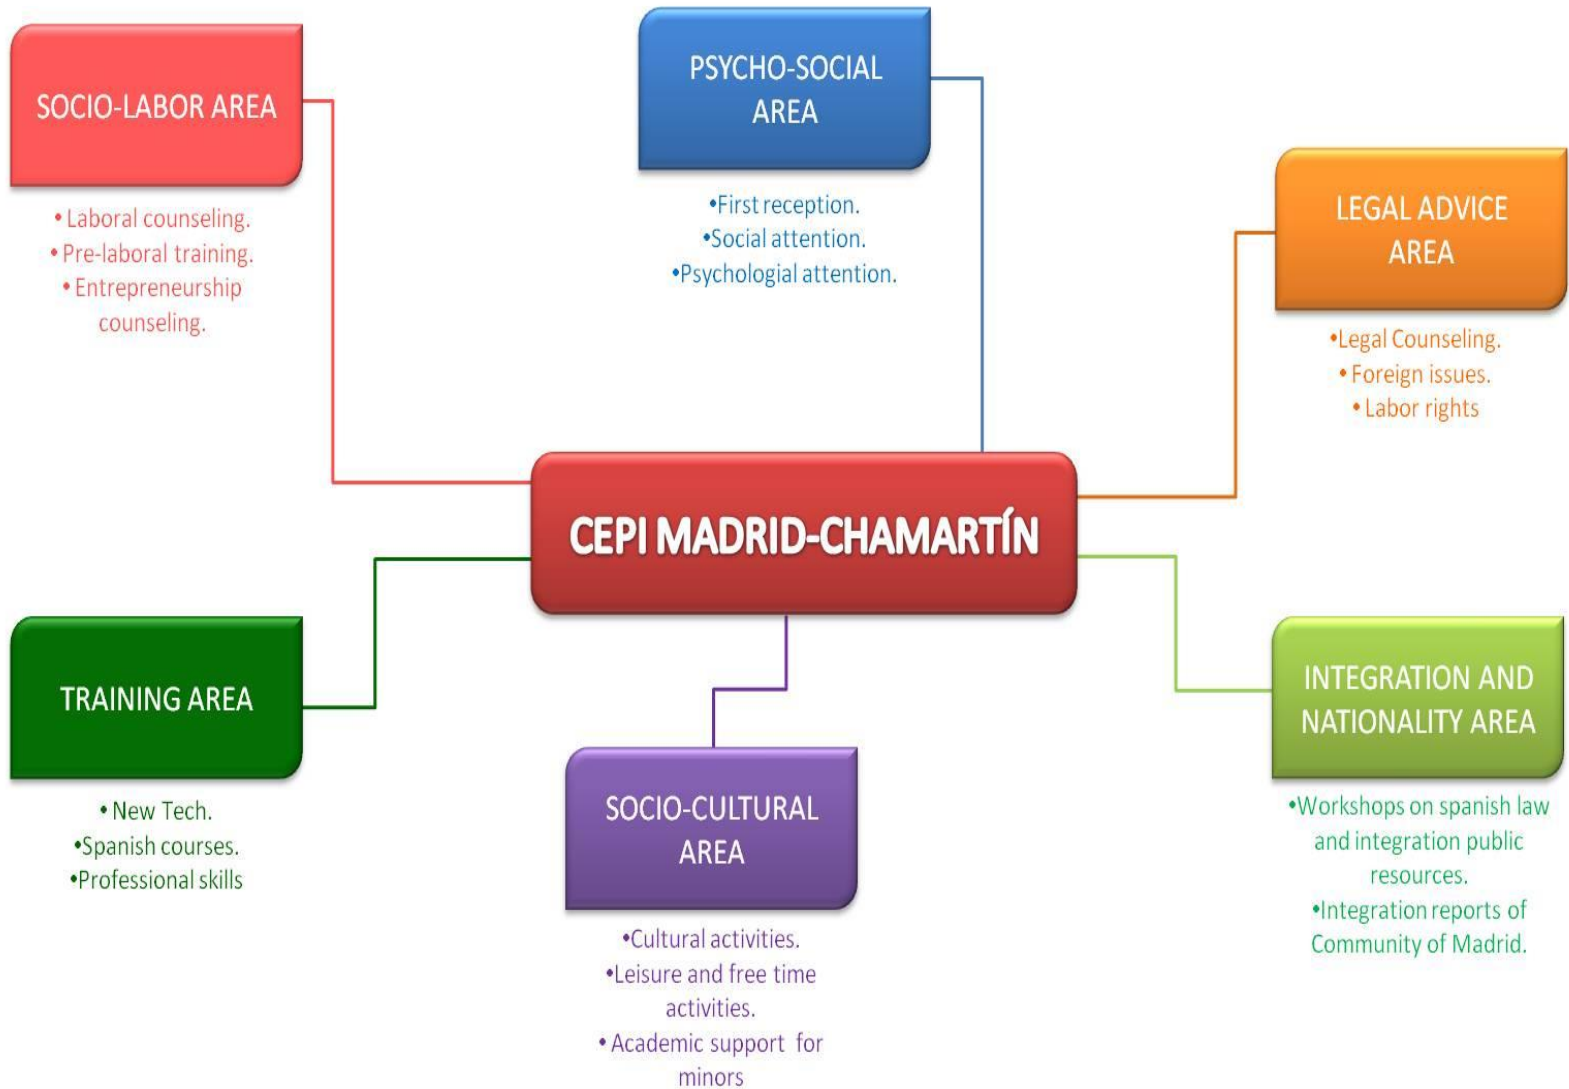 SOCIO-LABOR AREA
• Laboral counseling.
• Pre-laboral training.
• Entrepreneurship
counseling.
PSYCHO-SOCIAL
AREA
•First reception.
•Social attention.
•Psychologial attention.
LEGAL ADVICE
AREA
•Legal Counseling.
• Foreign issues.
• Labor rights
CEPI MADRID-CHAMARTÍN
TRAINING AREA
• New Tech.
•Spanish courses.
•Professional skills
SOCIO-CULTURAL
AREA
•Cultural activities.
•Leisure and free time
activities.
• Academic support for
minors
INTEGRATION AND
NATIONALITY AREA
•Workshops on spanish law
and integration public
resources.
•Integration reports of
Community of Madrid.